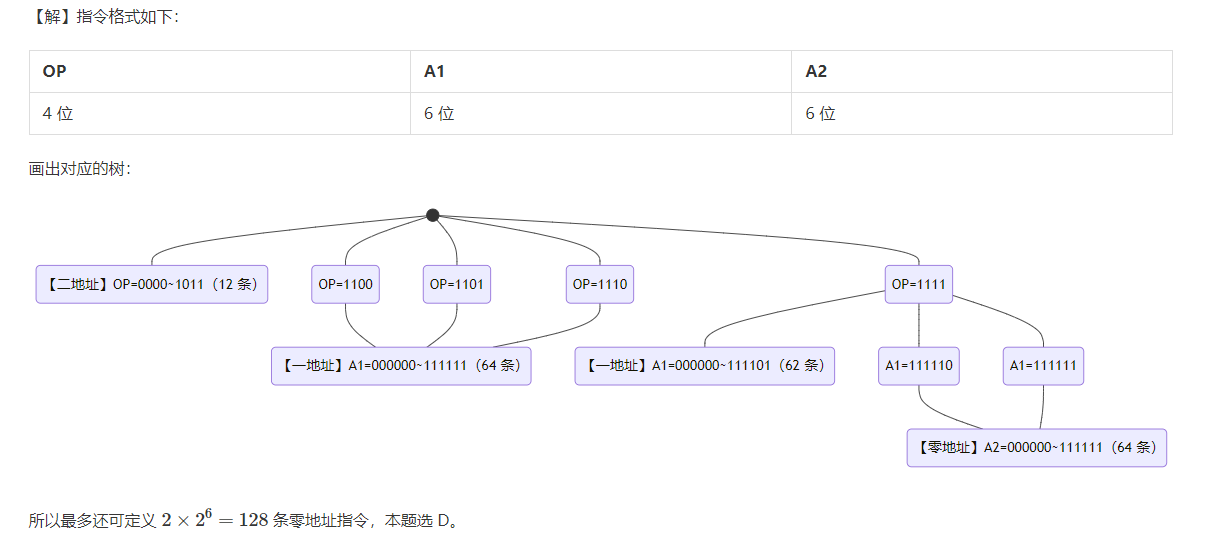 【解】指令格式如下：
OP A1 A2
4 位 6 位 6 位
画出对应的树：
【二地址】OP=0000~1011（12 条） OP=1100 OP=1101 OP=1110 OP=1111
【一地址】A1=000000~111111（64 条） 【一地址】A1=000000~111101（62 条） A1=111110 A1=111111
【零地址】A2=000000~111111（64 条）
所以最多还可定义 2 × 2⁶ = 128 条零地址指令，本题选 D。